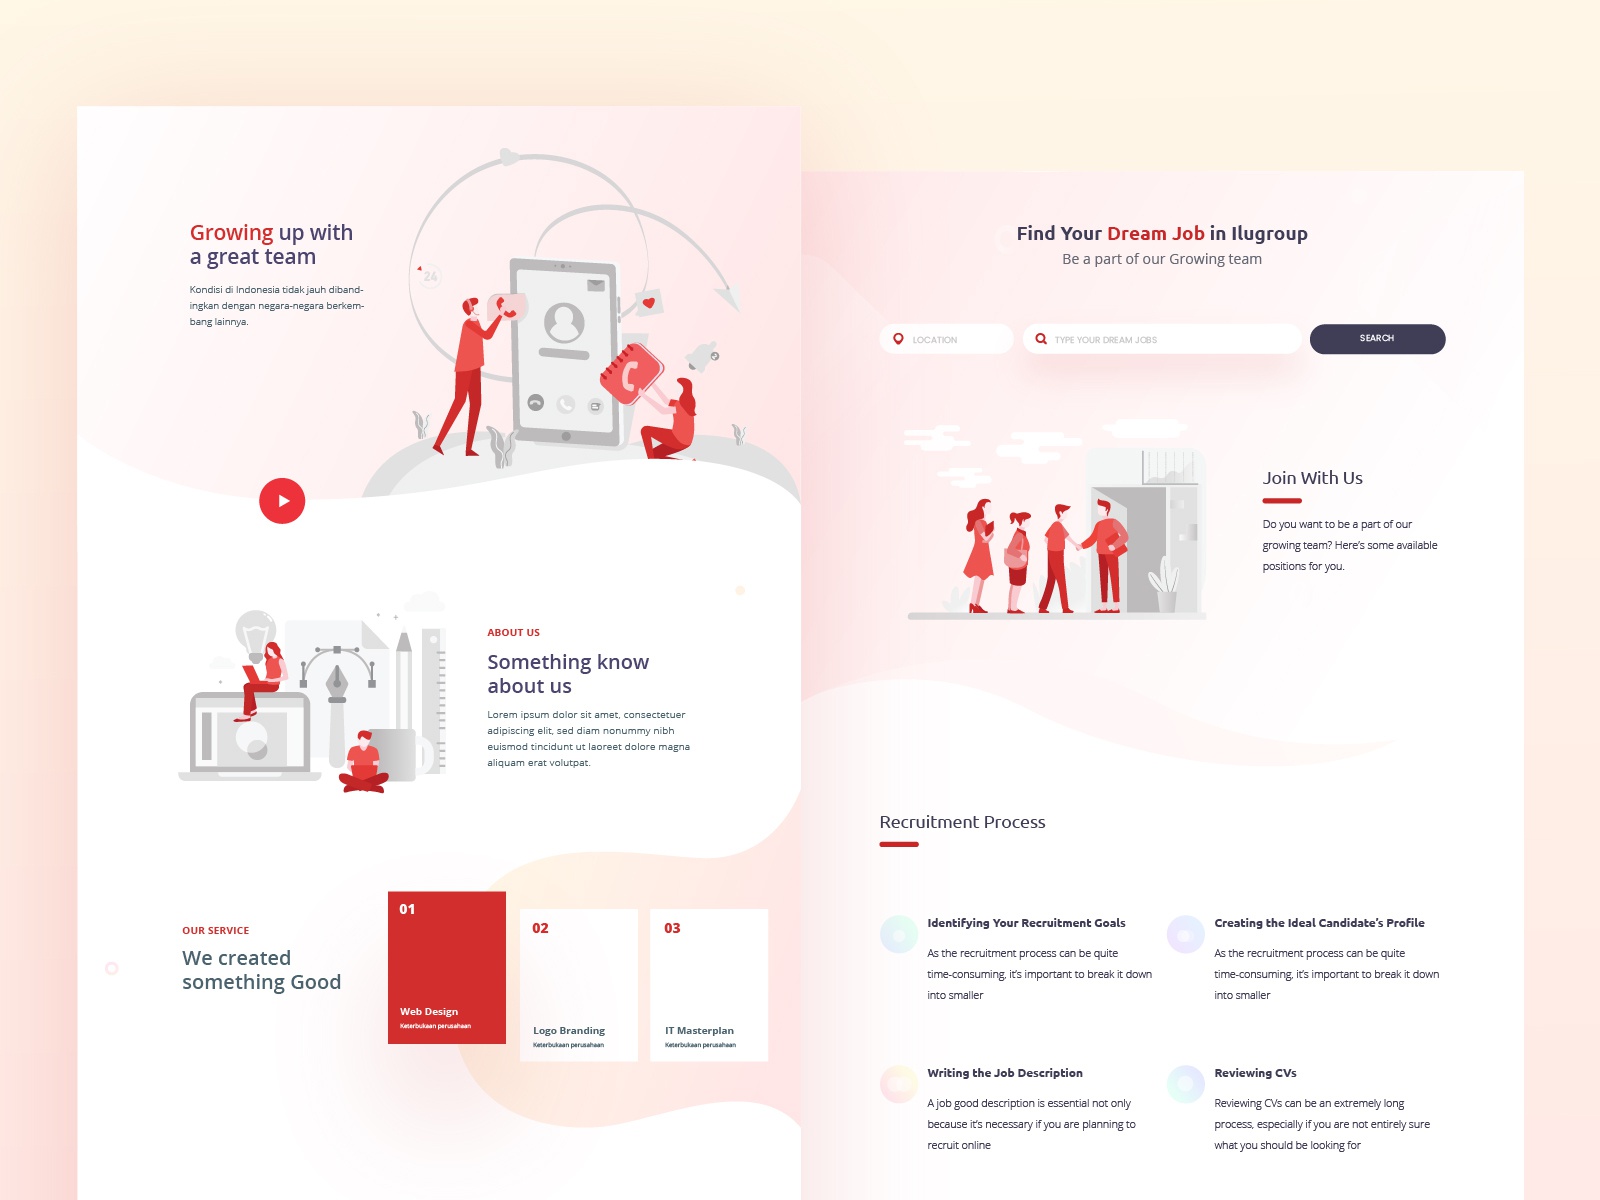 Growing up with
a great team
Kondisi di Indonesia tidak jauh diband-
ingkan dengan negara-negara berkem-
bang lainnya.
24
ABOUT US
Something know
about us
Lorem ipsum dolor sit amet, consectetuer
adipiscing elit, sed diam nonummy nibh
euismod tincidunt ut laoreet dolore magna
aliquam erat volutpat.
OUR SERVICE
We created
something Good
01
Web Design
Keterbukaan perusahaan
02
Logo Branding
Keterbukaan perusahaan
03
IT Masterplan
Keterbukaan perusahaan
Find Your Dream Job in Ilugroup
Be a part of our Growing team
LOCATION
TYPE YOUR DREAM JOBS
SEARCH
Join With Us
Do you want to be a part of our
growing team? Here's some available
positions for you.
Recruitment Process
Identifying Your Recruitment Goals
As the recruitment process can be quite
time-consuming, it's important to break it down
into smaller
Creating the Ideal Candidate's Profile
As the recruitment process can be quite
time-consuming, it's important to break it down
into smaller
Writing the Job Description
A job good description is essential not only
because it's necessary if you are planning to
recruit online
Reviewing CVs
Reviewing CVs can be an extremely long
process, especially if you are not entirely sure
what you should be looking for